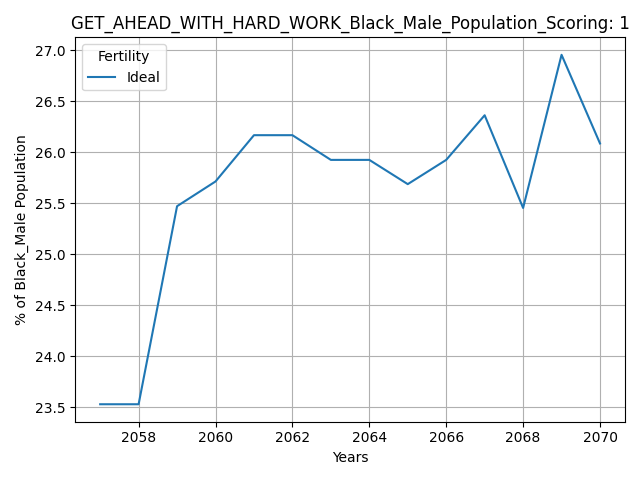 GET_AHEAD_WITH_HARD_WORK_Black_Male_Population_Scoring: 1
Fertility
Ideal
% of Black_Male Population
27.0
26.5
26.0
25.5
25.0
24.5
24.0
23.5
2058 2060 2062 2064 2066 2068 2070
Years